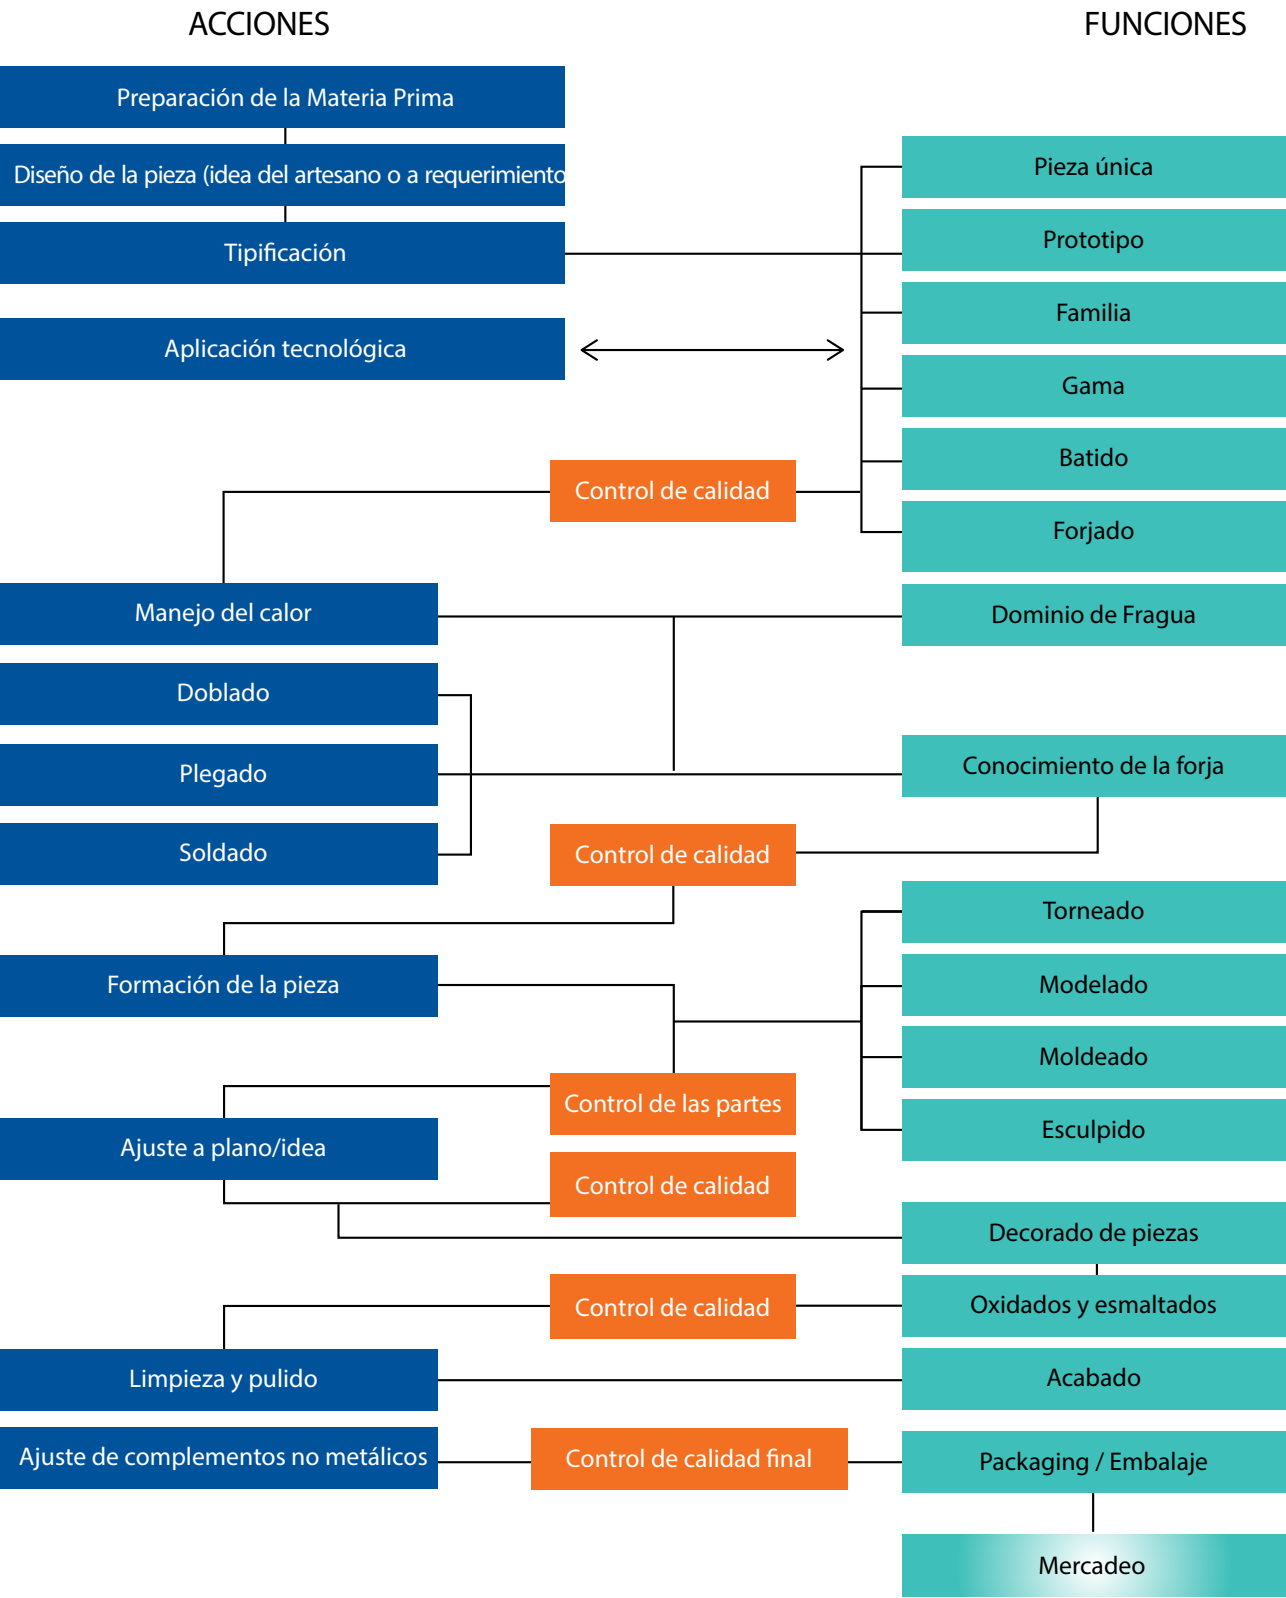 ACCIONES
FUNCIONES
Preparación de la Materia Prima
Diseño de la pieza (idea del artesano o a requerimiento
Pieza única
Tipificación
Prototipo
Familia
Aplicación tecnológica
Gama
Batido
Control de calidad
Forjado
Manejo del calor
Dominio de Fragua
Doblado
Plegado
Conocimiento de la forja
Soldado
Control de calidad
Torneado
Formación de la pieza
Modelado
Moldeado
Control de las partes
Esculpido
Ajuste a plano/idea
Control de calidad
Decorado de piezas
Control de calidad
Oxidados y esmaltados
Limpieza y pulido
Acabado
Ajuste de complementos no metálicos
Control de calidad final
Packaging / Embalaje
Mercadeo